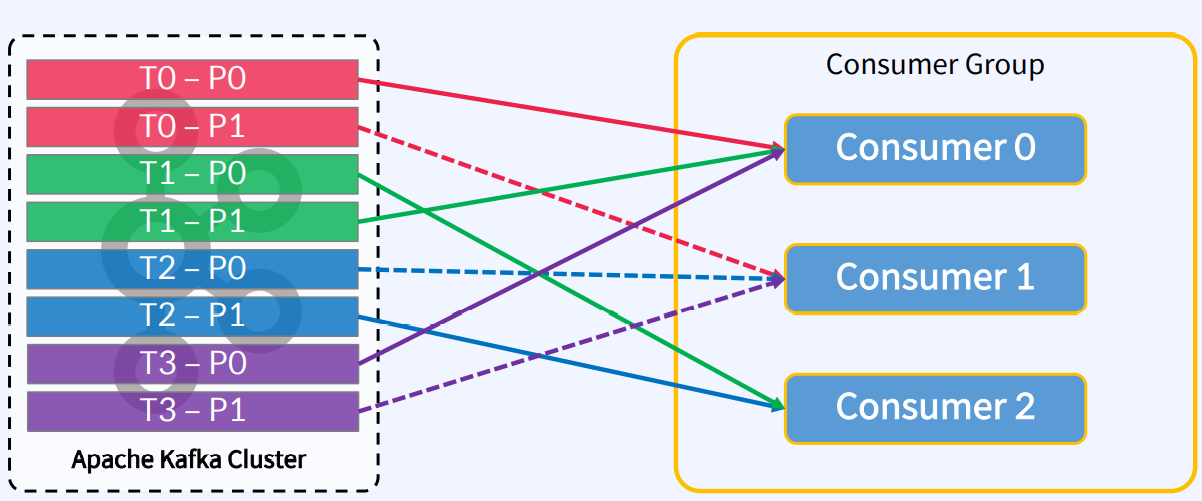 T0 – P0
T0 – P1
T1 – P0
T1 – P1
T2 – P0
T2 – P1
T3 – P0
T3 – P1
Apache Kafka Cluster
Consumer Group
Consumer 0
Consumer 1
Consumer 2